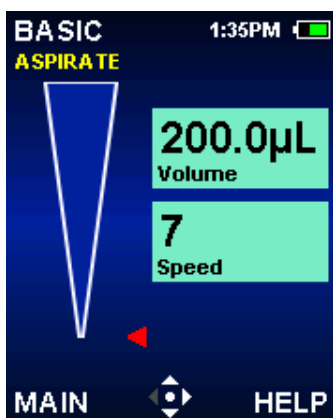 BASIC 1:35PM
ASPIRATE
200.0µL
Volume
7
Speed
MAIN HELP